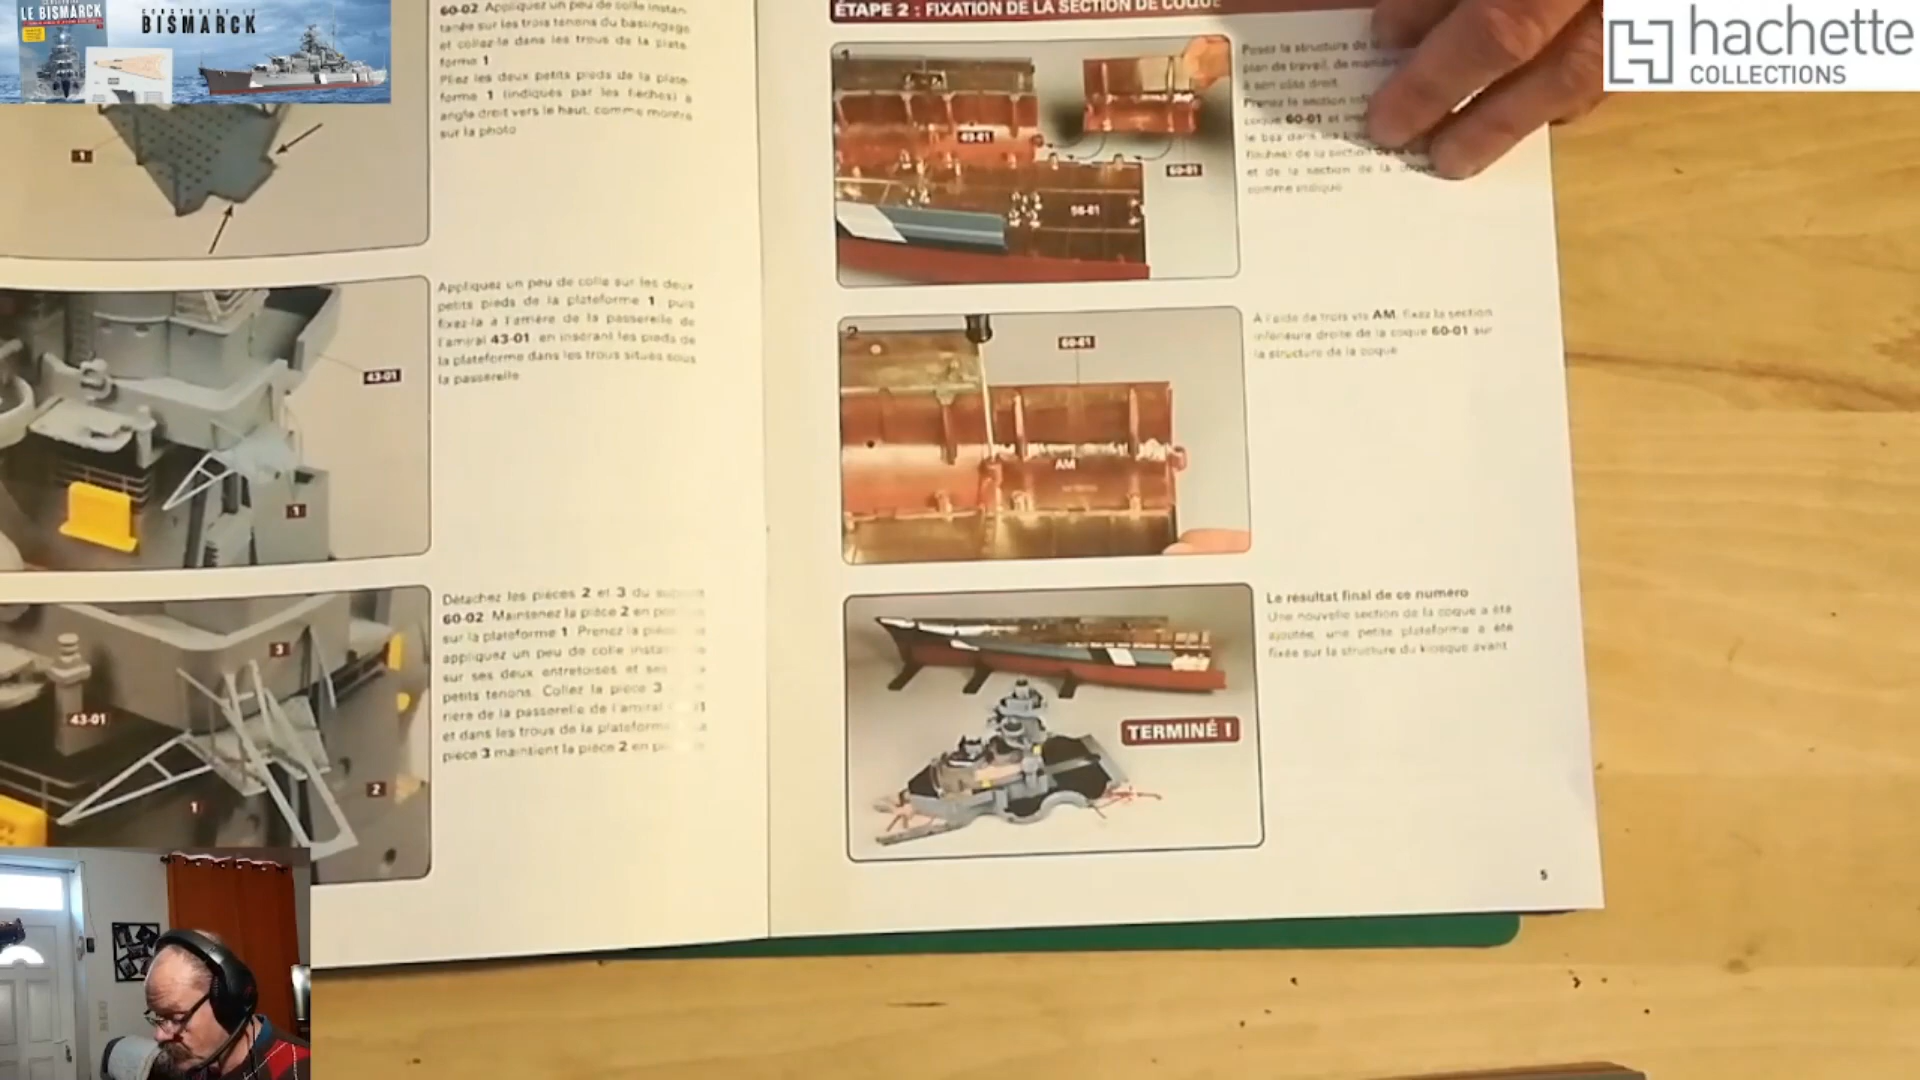 LE BISMARCK
CONSTRUIRE LE
BISMARCK
hachette
COLLECTIONS
60-02. Appliquez un peu de colle instan-
tanée sur les trois tenons du bastingage
et collez-le dans les trous de la plate-
forme 1.
Pliez les deux petits pieds de la plate-
forme 1 (indiqués par les flèches) à
angle droit vers le haut, comme montré
sur la photo.
1
Appliquez un peu de colle sur les deux
petits pieds de la plateforme 1, puis
fixez-la à l'arrière de la passerelle de
l'amiral 43-01, en insérant les pieds de
la plateforme dans les trous situés sous
la passerelle.
43-01
1
Détachez les pièces 2 et 3 du
60-02. Maintenez la pièce 2 en
sur la plateforme 1. Prenez la
appliquez un peu de colle
sur ses deux entretoises et ses
petits tenons. Collez la pièce 3
de la passerelle de l'amiral
et dans les trous de la plateforme
pièce 3 maintient la pièce 2 en
3
43-01
1
2
ÉTAPE 2 : FIXATION DE LA SECTION DE COQUE
1
60-01
Posez la structure de
plan de travail, de manière
à son côté droit.
Prenez la section
coque 60-01 et
le bas dans les
de la section de la
et de la section de la
comme indiqué.
2
60-01
AM
À l'aide de trois vis AM, fixez la section
inférieure droite de la coque 60-01 sur
la structure de la coque.
TERMINÉ !
Le résultat final de ce numéro
Une nouvelle section de la coque a été
ajoutée, une petite plateforme a été
fixée sur la structure du kiosque avant.
5